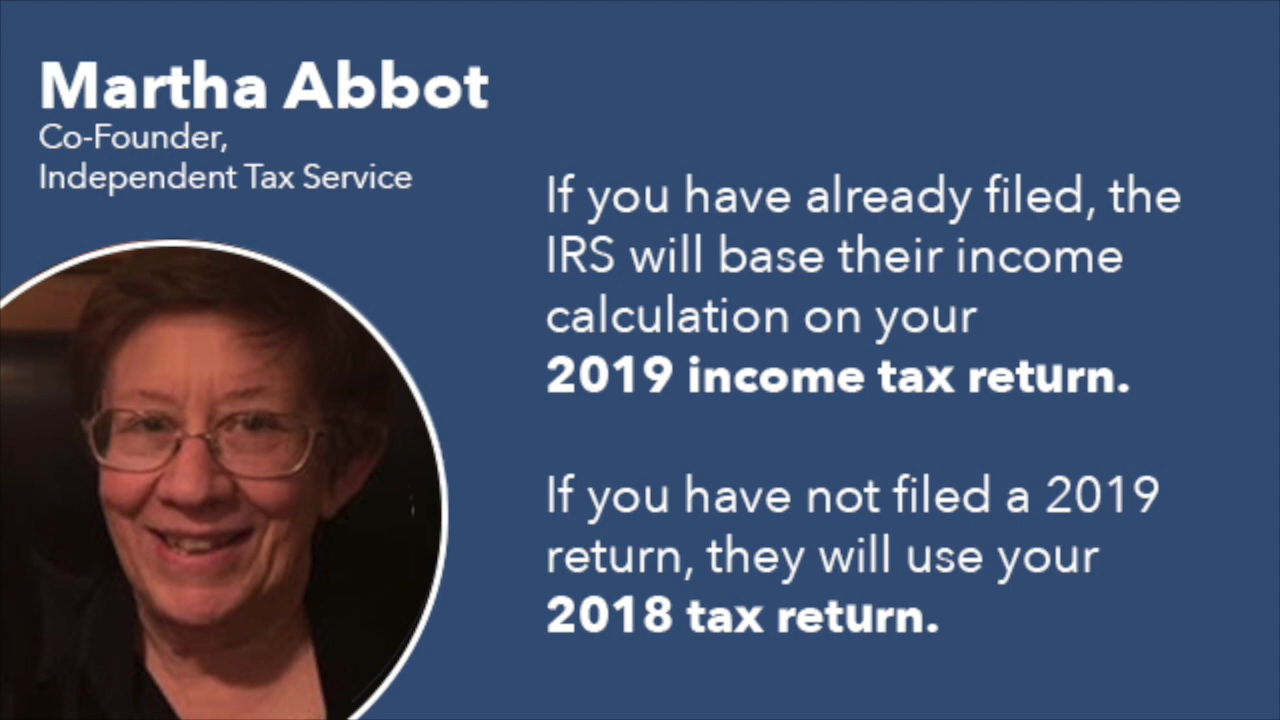 Martha Abbot
Co-Founder,
Independent Tax Service
If you have already filed, the
IRS will base their income
calculation on your
2019 income tax return.
If you have not filed a 2019
return, they will use your
2018 tax return.